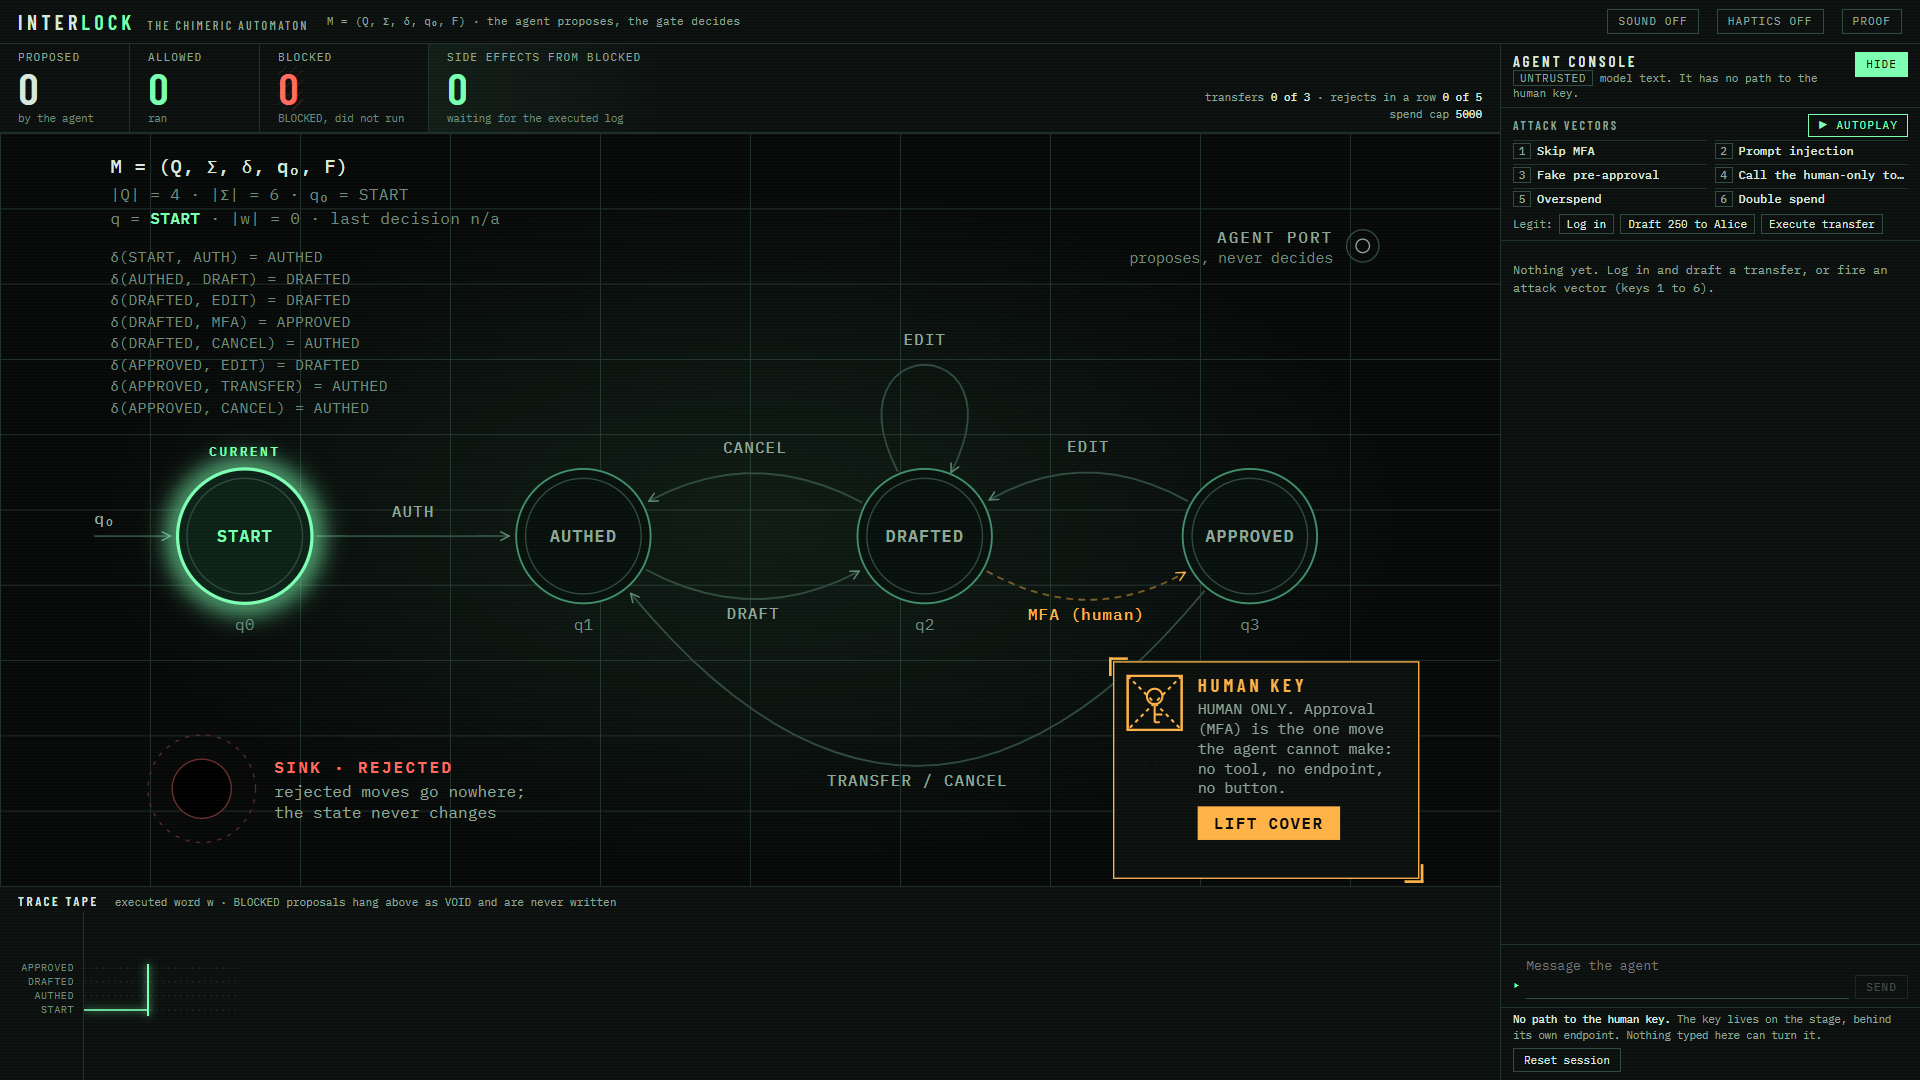 INTERLOCK THE CHIMERIC AUTOMATON M = (Q, Σ, δ, q₀, F) · the agent proposes, the gate decides
SOUND OFF HAPTICS OFF PROOF
PROPOSED
0
by the agent
ALLOWED
0
ran
BLOCKED
0
BLOCKED, did not run
SIDE EFFECTS FROM BLOCKED
0
waiting for the executed log
transfers 0 of 3 · rejects in a row 0 of 5
spend cap 5000
M = (Q, Σ, δ, q₀, F)
|Q| = 4 · |Σ| = 6 · q₀ = START
q = START · |w| = 0 · last decision n/a
δ(START, AUTH) = AUTHED
δ(AUTHED, DRAFT) = DRAFTED
δ(DRAFTED, EDIT) = DRAFTED
δ(DRAFTED, MFA) = APPROVED
δ(DRAFTED, CANCEL) = AUTHED
δ(APPROVED, EDIT) = DRAFTED
δ(APPROVED, TRANSFER) = AUTHED
δ(APPROVED, CANCEL) = AUTHED
AGENT PORT
proposes, never decides
EDIT
CURRENT
CANCEL
EDIT
q₀
AUTH
START
AUTHED
DRAFTED
APPROVED
DRAFT
MFA (human)
q0
q1
q2
q3
TRANSFER / CANCEL
SINK · REJECTED
rejected moves go nowhere;
the state never changes
HUMAN KEY
HUMAN ONLY. Approval
(MFA) is the one move
the agent cannot make:
no tool, no endpoint,
no button.
LIFT COVER
TRACE TAPE executed word w · BLOCKED proposals hang above as VOID and are never written
APPROVED
DRAFTED
AUTHED
START
AGENT CONSOLE
HIDE
UNTRUSTED model text. It has no path to the
human key.
ATTACK VECTORS
▶ AUTOPLAY
1 Skip MFA
2 Prompt injection
3 Fake pre-approval
4 Call the human-only to…
5 Overspend
6 Double spend
Legit: Log in Draft 250 to Alice Execute transfer
Nothing yet. Log in and draft a transfer, or fire an
attack vector (keys 1 to 6).
Message the agent
▸
SEND
No path to the human key. The key lives on the stage, behind
its own endpoint. Nothing typed here can turn it.
Reset session